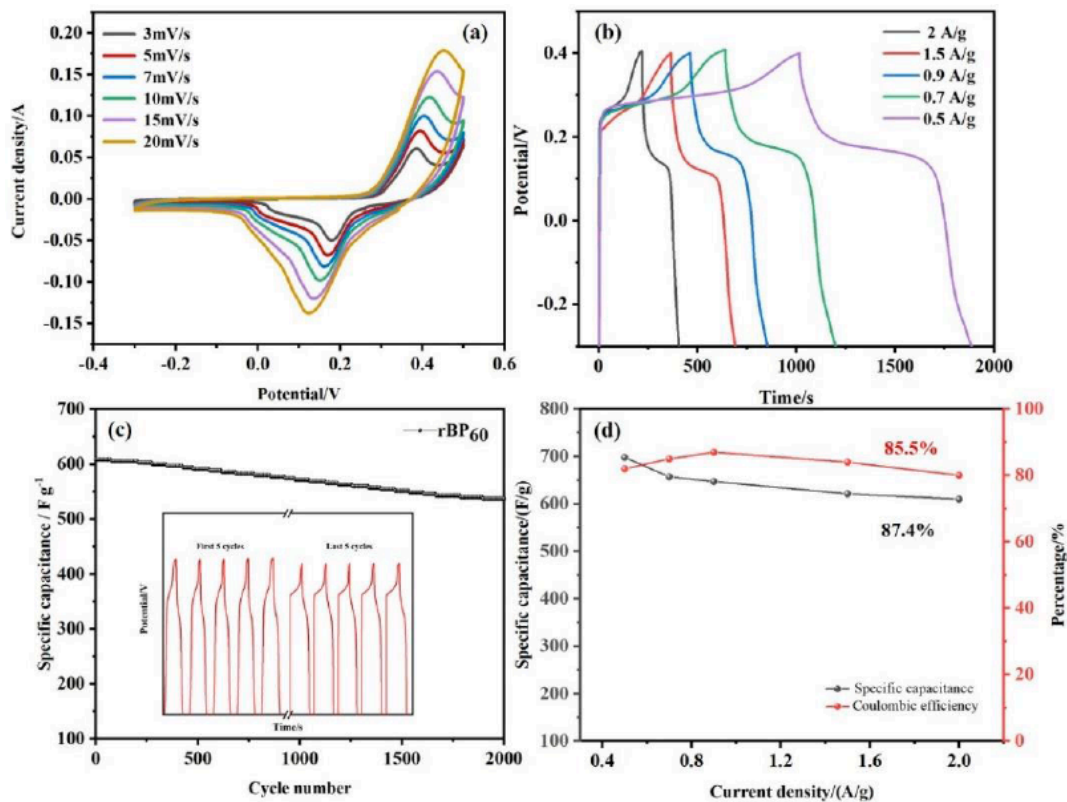 (a)
3mV/s
5mV/s
7mV/s
10mV/s
15mV/s
20mV/s
0.20
0.15
0.10
0.05
0.00
-0.05
-0.10
-0.15
Current density/A
-0.4
-0.2
0.0
0.2
0.4
0.6
Potential/V
(b)
2 A/g
1.5 A/g
0.9 A/g
0.7 A/g
0.5 A/g
0.4
0.2
0.0
-0.2
Potential/V
0
500
1000
1500
2000
Time/s
(c)
rBP60
700
600
500
400
300
200
100
Specific capacitance / F g-1
First 5 cycles
Last 5 cycles
Potential/V
Time/s
0
500
1000
1500
2000
Cycle number
(d)
800
700
600
500
400
300
200
100
Specific capacitance/(F/g)
85.5%
87.4%
Specific capacitance
Coulombic efficiency
100
80
60
40
20
0
Percentage/%
0.4
0.8
1.2
1.6
2.0
Current density/(A/g)